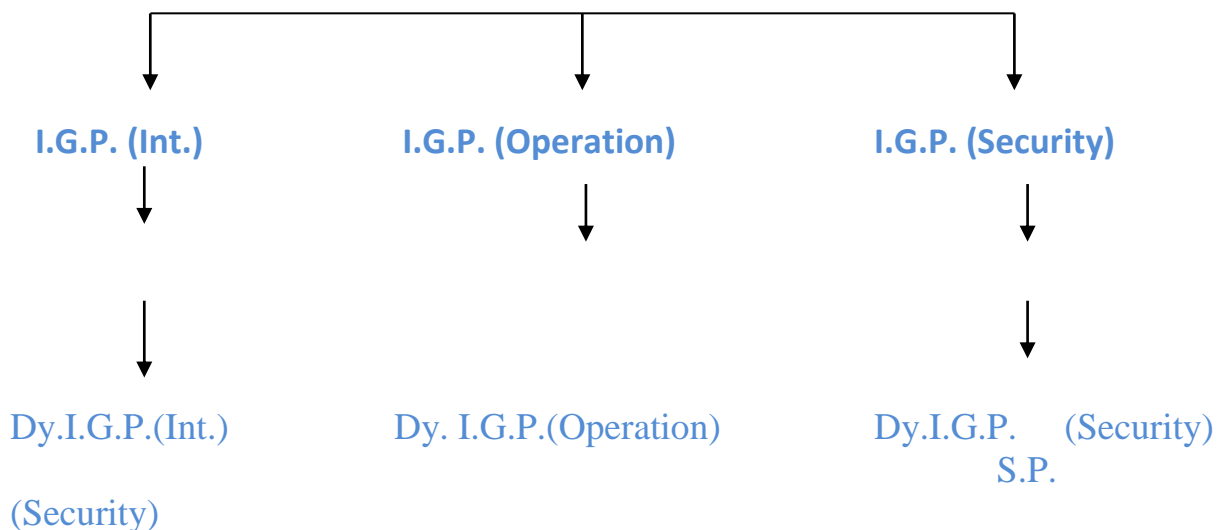 I.G.P. (Int.) I.G.P. (Operation) I.G.P. (Security)
Dy.I.G.P.(Int.) Dy. I.G.P.(Operation) Dy.I.G.P. (Security)
S.P.
(Security)